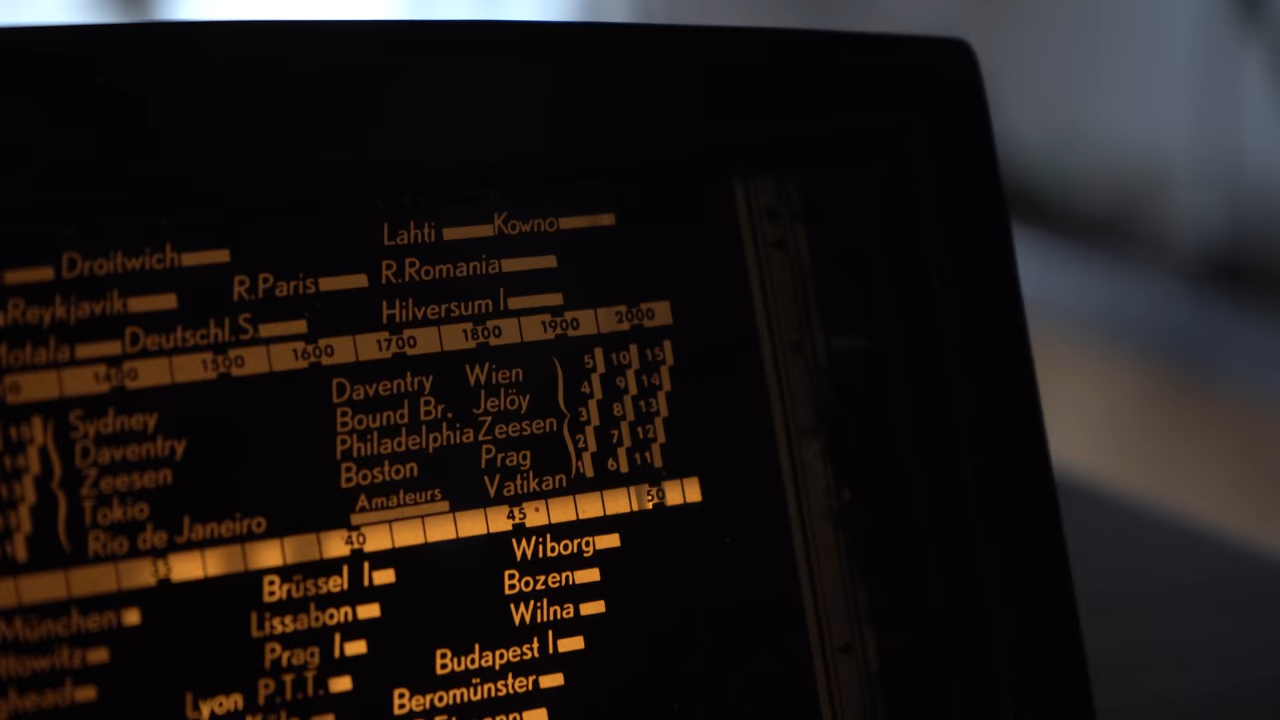 Lahti Kowno
Droitwich
R.Paris R.Romania
Reykjavik
Hilversum I
Deutschl.S.
1400 1500 1600 1700 1800 1900 2000
Daventry Wien 5 10 15
Sydney Bound Br. Jelöy 4 9 14
Daventry Philadelphia Zeesen 3 8 13
Zeesen Boston Prag 2 7 12
Tokio Amateurs Vatikan 1 6 11
Rio de Janeiro
40 45 50
Wiborg
Brüssel I Bozen
München Lissabon Wilna
Prag I Budapest I
Lyon P.T.T. Beromünster